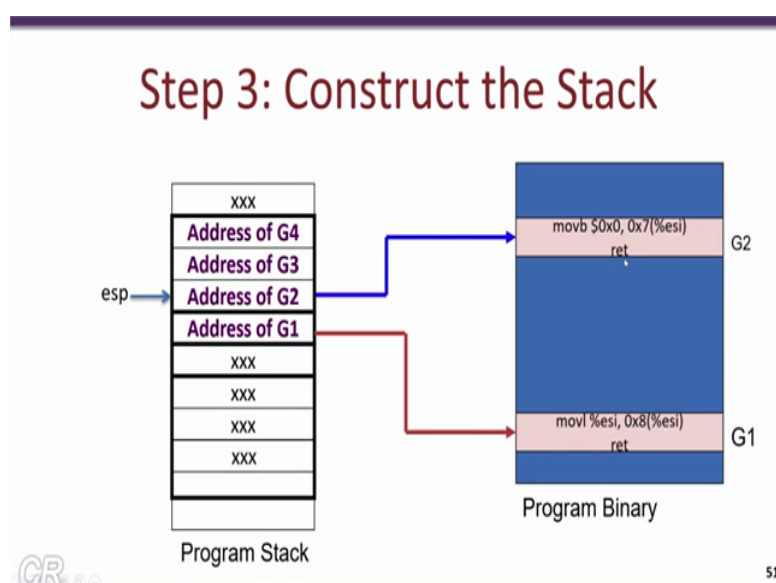 Step 3: Construct the Stack
xxx
Address of G4
Address of G3
esp
Address of G2
Address of G1
xxx
xxx
xxx
xxx
Program Stack
movb $0x0, 0x7(%esi)
ret
G2
movl %esi, 0x8(%esi)
ret
G1
Program Binary
CR
51